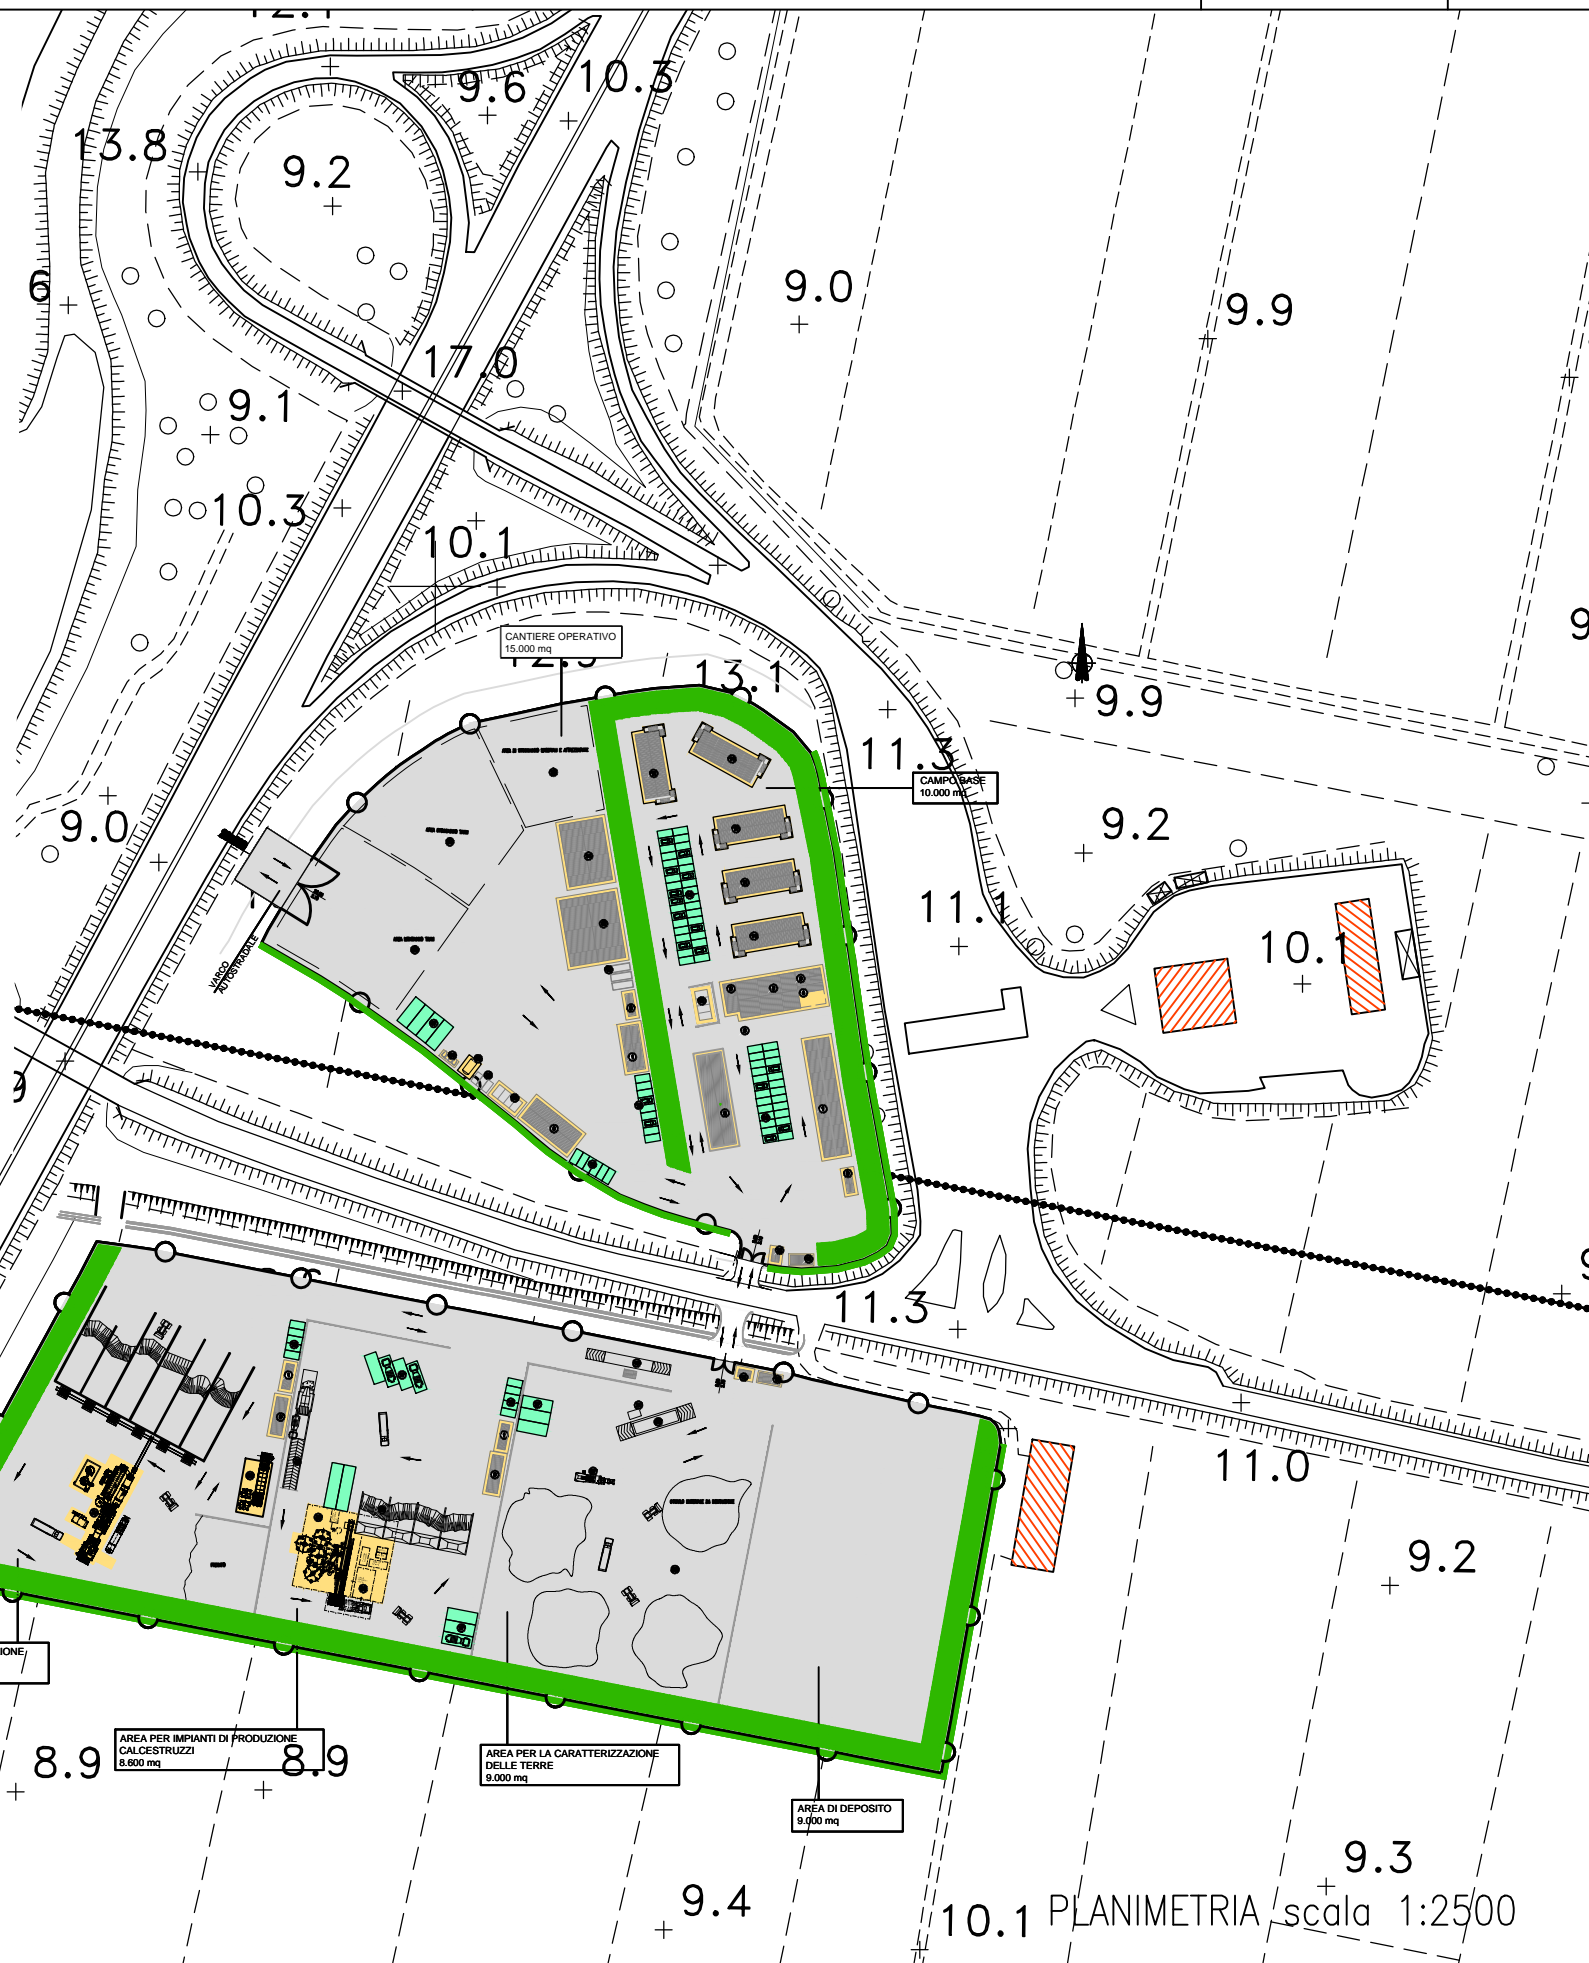 10.3
9.6
13.8
9.2
6
9.0
9.9
17.0
9.1
10.3
10.1
CANTIERE OPERATIVO
15.000 mq
13.1
9.9
11.3
CAMPO BASE
10.000 mq
9.0
9.2
11.1
10.1
VARCO
AUTOSTRADALE
11.3
11.0
9.2
IONE
AREA PER IMPIANTI DI PRODUZIONE
CALCESTRUZZI
8.600 mq
8.9
8.9
AREA PER LA CARATTERIZZAZIONE
DELLE TERRE
9.000 mq
AREA DI DEPOSITO
9.000 mq
9.3
9.4
10.1
PLANIMETRIA scala 1:2500